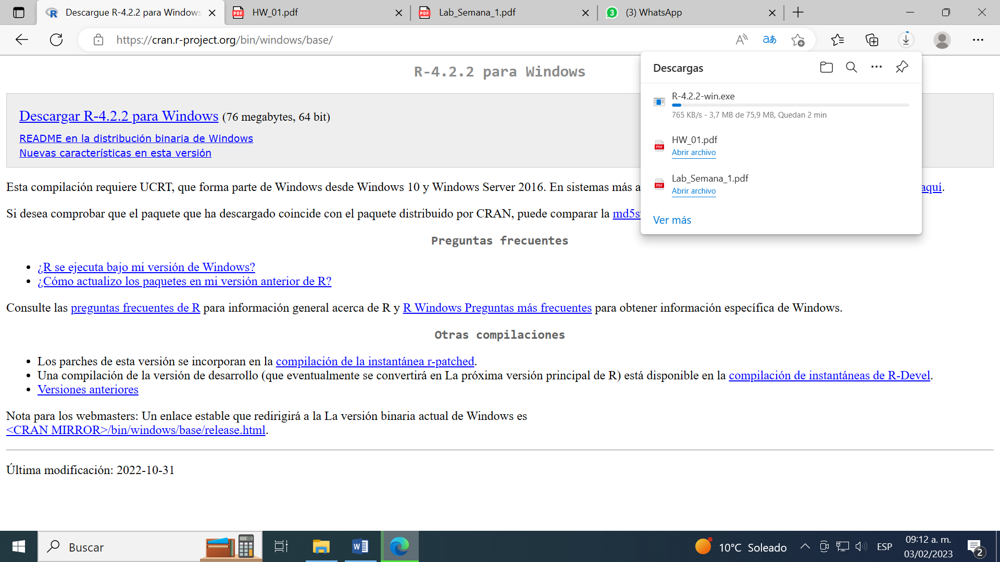 Descargue R-4.2.2 para Windows
HW_01.pdf
Lab_Semana_1.pdf
(3) WhatsApp
https://cran.r-project.org/bin/windows/base/
R-4.2.2 para Windows
Descargar R-4.2.2 para Windows (76 megabytes, 64 bit)
README en la distribución binaria de Windows
Nuevas características en esta versión
Descargas
R-4.2.2-win.exe
765 KB/s - 3,7 MB de 75,9 MB, Quedan 2 min
HW_01.pdf
Abrir archivo
Lab_Semana_1.pdf
Abrir archivo
Ver más
Esta compilación requiere UCRT, que forma parte de Windows desde Windows 10 y Windows Server 2016. En sistemas más a aquí.
Si desea comprobar que el paquete que ha descargado coincide con el paquete distribuido por CRAN, puede comparar la md5s
Preguntas frecuentes
• ¿R se ejecuta bajo mi versión de Windows?
• ¿Cómo actualizo los paquetes en mi versión anterior de R?
Consulte las preguntas frecuentes de R para información general acerca de R y R Windows Preguntas más frecuentes para obtener información específica de Windows.
Otras compilaciones
• Los parches de esta versión se incorporan en la compilación de la instantánea r-patched.
• Una compilación de la versión de desarrollo (que eventualmente se convertirá en La próxima versión principal de R) está disponible en la compilación de instantáneas de R-Devel.
• Versiones anteriores
Nota para los webmasters: Un enlace estable que redirigirá a la La versión binaria actual de Windows es
<CRAN MIRROR>/bin/windows/base/release.html.
Última modificación: 2022-10-31
Buscar
10°C Soleado
ESP
09:12 a. m.
03/02/2023
2